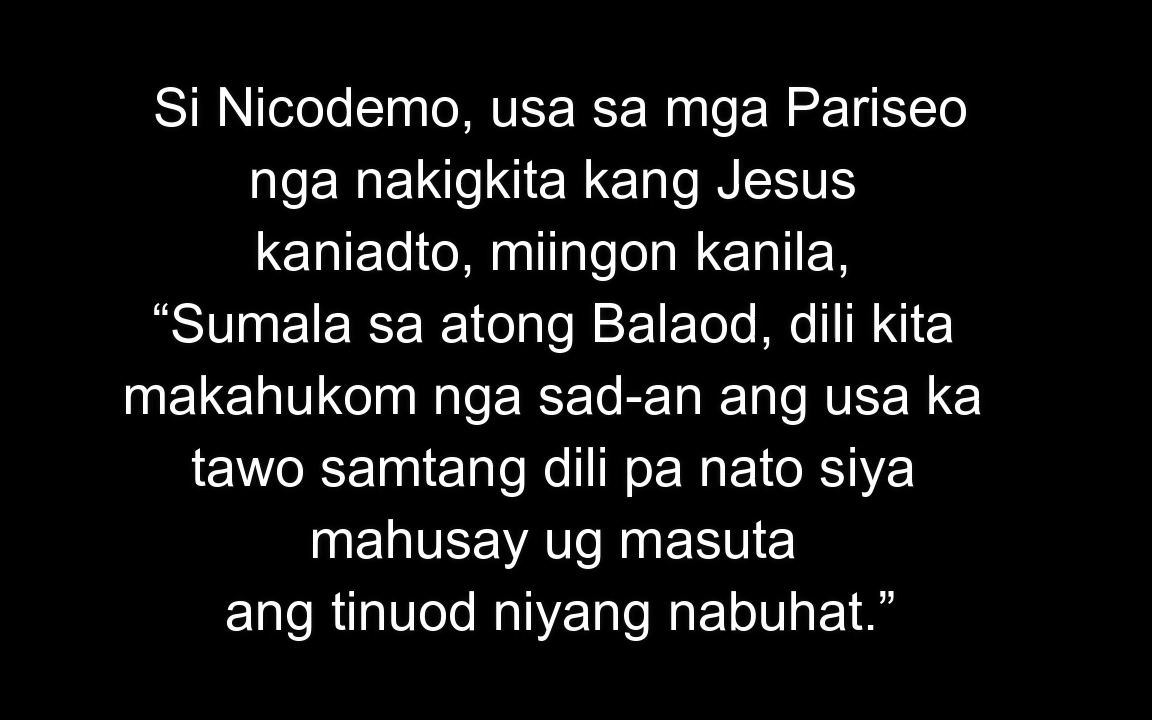 Si Nicodemo, usa sa mga Pariseo
nga nakigkita kang Jesus
kaniadto, miingon kanila,
“Sumala sa atong Balaod, dili kita
makahukom nga sad-an ang usa ka
tawo samtang dili pa nato siya
mahusay ug masuta
ang tinuod niyang nabuhat.”